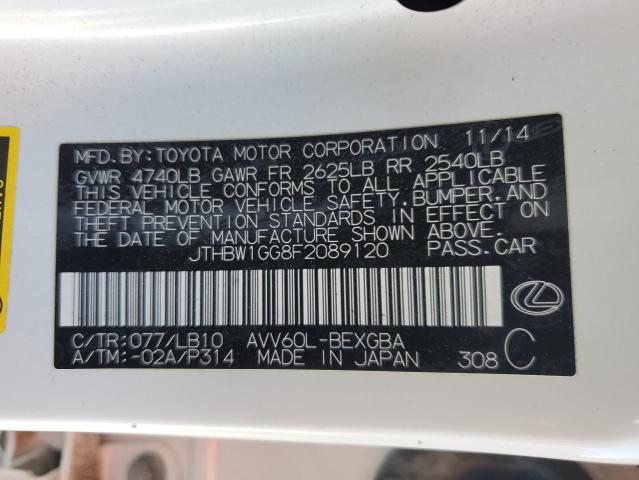 MFD. BY: TOYOTA MOTOR CORPORATION 11/14
GVWR 4740LB GAWR FR 2625LB RR 2540LB
THIS VEHICLE CONFORMS TO ALL APPLICABLE
FEDERAL MOTOR VEHICLE SAFETY, BUMPER, AND
THEFT PREVENTION STANDARDS IN EFFECT ON
THE DATE OF MANUFACTURE SHOWN ABOVE.
JTHBW1GG8F2089120 PASS. CAR
C/TR:077/LB10 AVV60L-BEXGBA
A/TM:-02A/P314 MADE IN JAPAN 308 C